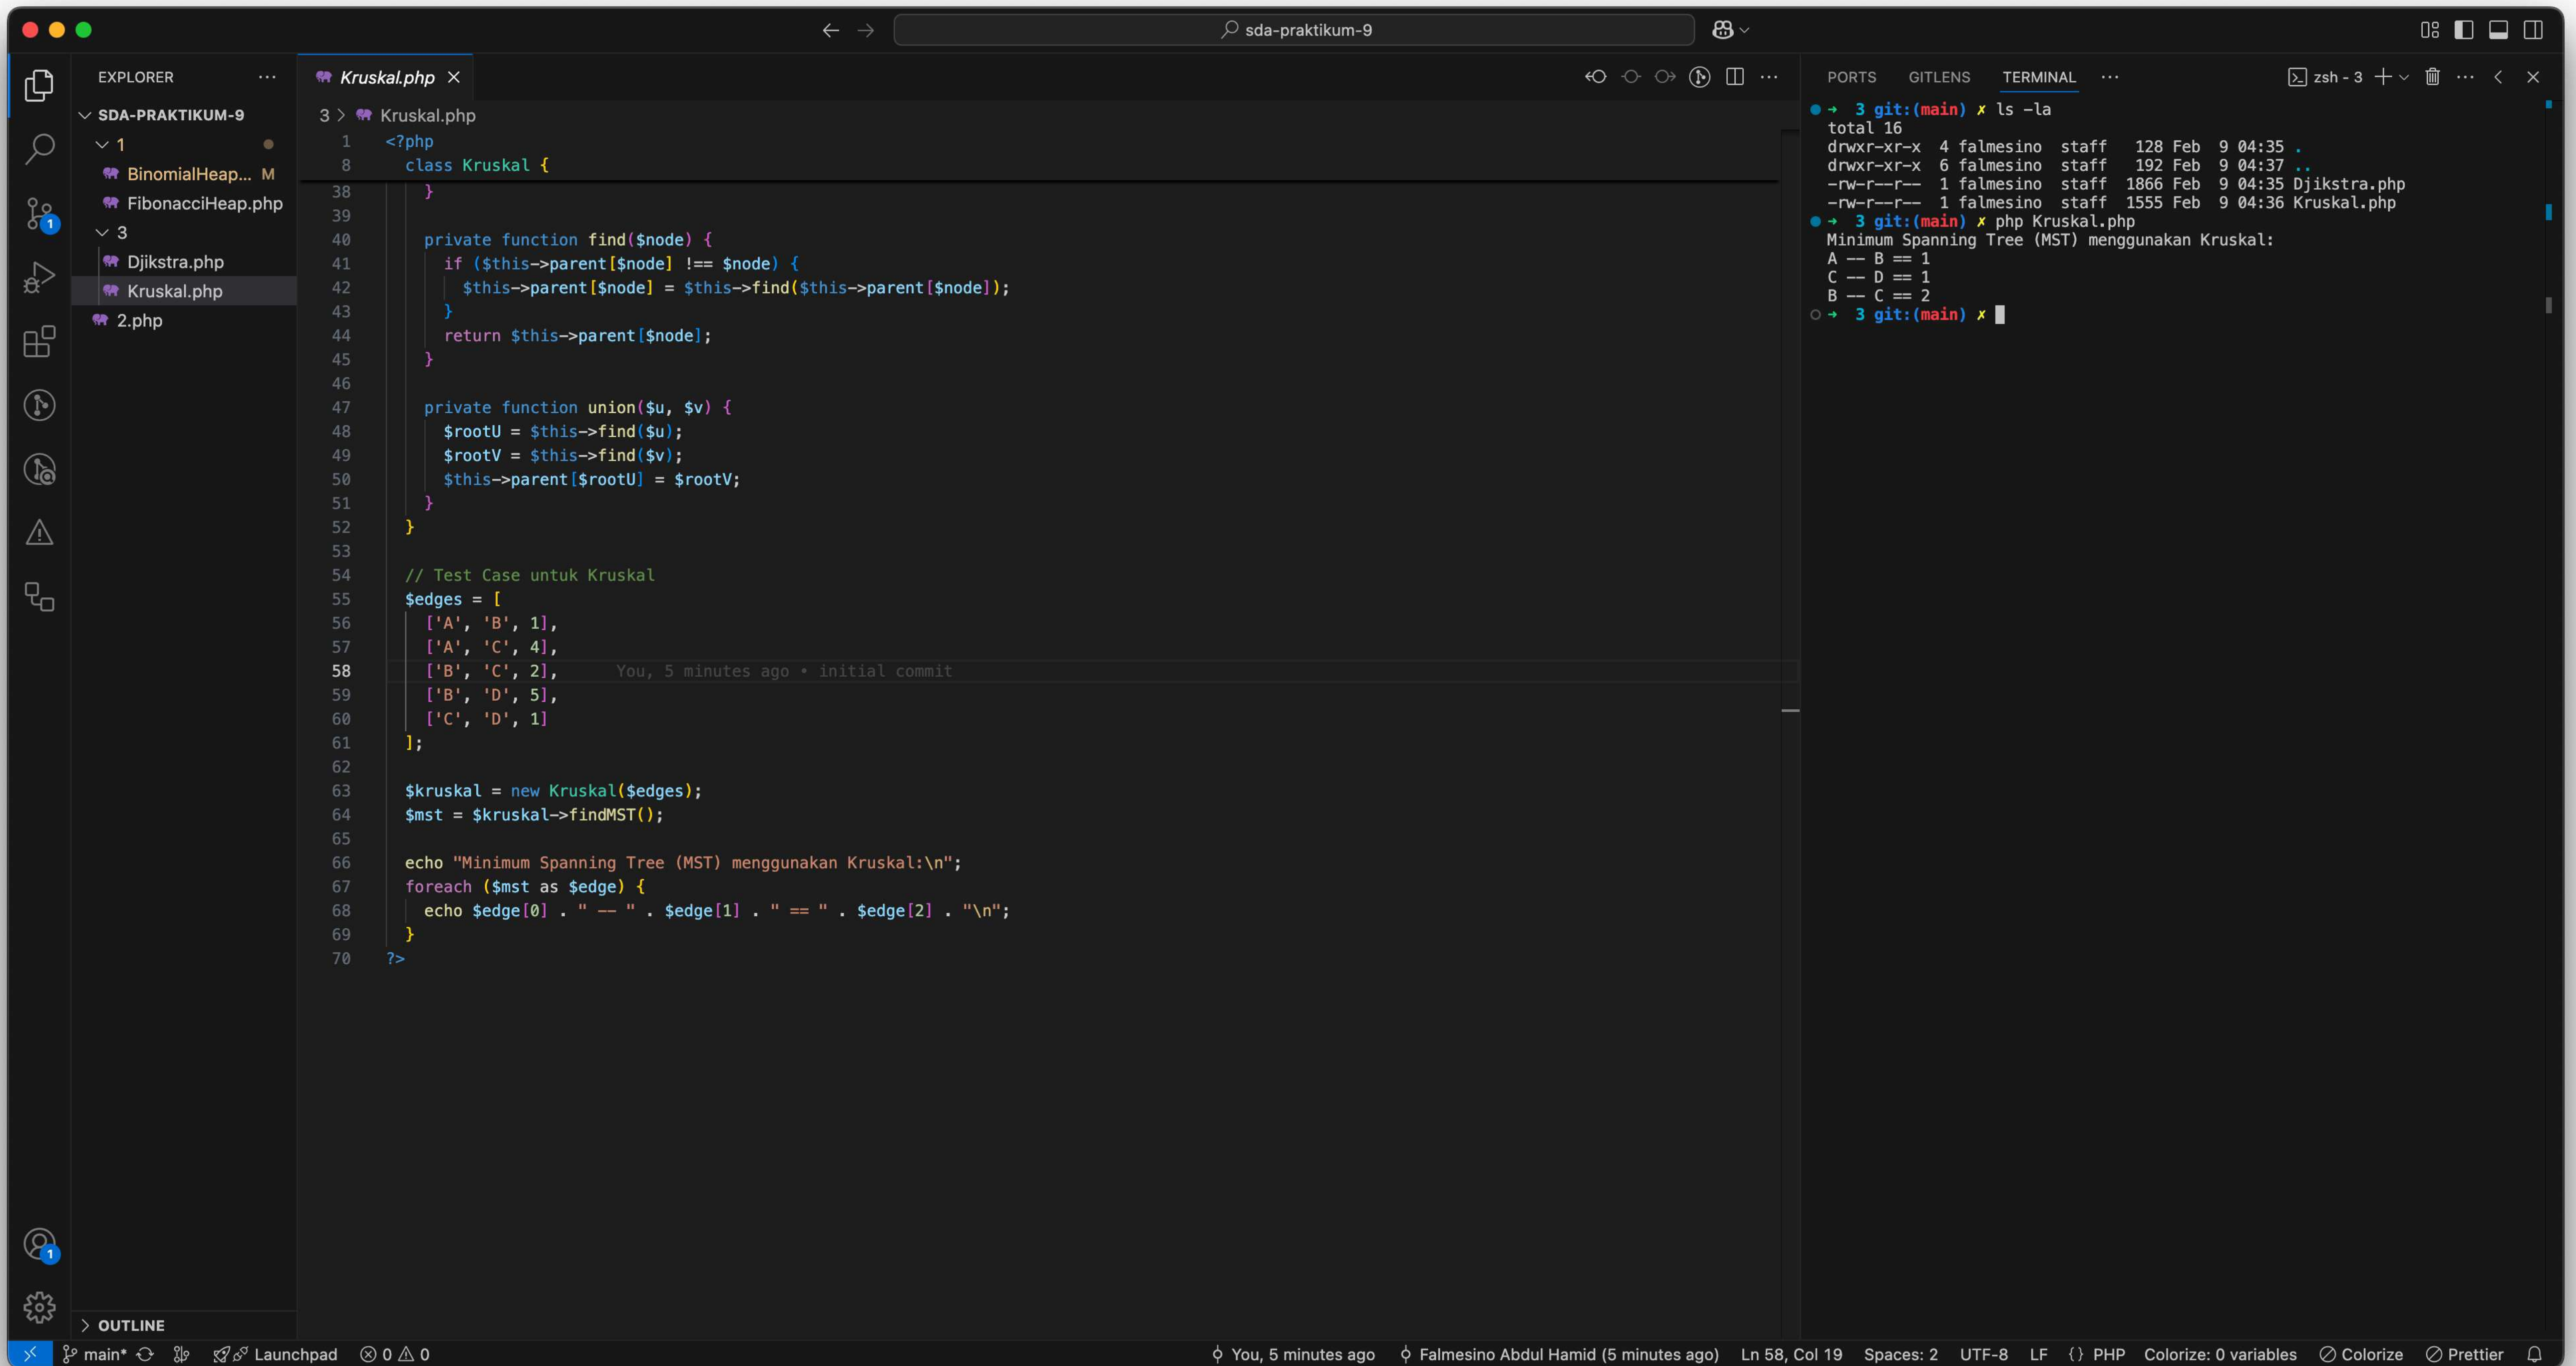 sda-praktikum-9
EXPLORER
SDA-PRAKTIKUM-9
1
BinomialHeap... M
FibonacciHeap.php
3
Djikstra.php
Kruskal.php
2.php
OUTLINE
1
1
Kruskal.php
3 > Kruskal.php
1 <?php
8 class Kruskal {
38 }
39
40 private function find($node) {
41 if ($this->parent[$node] !== $node) {
42 $this->parent[$node] = $this->find($this->parent[$node]);
43 }
44 return $this->parent[$node];
45 }
46
47 private function union($u, $v) {
48 $rootU = $this->find($u);
49 $rootV = $this->find($v);
50 $this->parent[$rootU] = $rootV;
51 }
52 }
53
54 // Test Case untuk Kruskal
55 $edges = [
56 ['A', 'B', 1],
57 ['A', 'C', 4],
58 ['B', 'C', 2], You, 5 minutes ago • initial commit
59 ['B', 'D', 5],
60 ['C', 'D', 1]
61 ];
62
63 $kruskal = new Kruskal($edges);
64 $mst = $kruskal->findMST();
65
66 echo "Minimum Spanning Tree (MST) menggunakan Kruskal:\n";
67 foreach ($mst as $edge) {
68 echo $edge[0] . " -- " . $edge[1] . " == " . $edge[2] . "\n";
69 }
70 ?>
PORTS GITLENS TERMINAL ... zsh - 3
→ 3 git:(main) ✗ ls -la
total 16
drwxr-xr-x 4 falmesino staff 128 Feb 9 04:35 .
drwxr-xr-x 6 falmesino staff 192 Feb 9 04:37 ..
-rw-r--r-- 1 falmesino staff 1866 Feb 9 04:35 Djikstra.php
-rw-r--r-- 1 falmesino staff 1555 Feb 9 04:36 Kruskal.php
→ 3 git:(main) ✗ php Kruskal.php
Minimum Spanning Tree (MST) menggunakan Kruskal:
A -- B == 1
C -- D == 1
B -- C == 2
→ 3 git:(main) ✗
main* Launchpad 0 0 You, 5 minutes ago Falmesino Abdul Hamid (5 minutes ago) Ln 58, Col 19 Spaces: 2 UTF-8 LF {} PHP Colorize: 0 variables Colorize Prettier